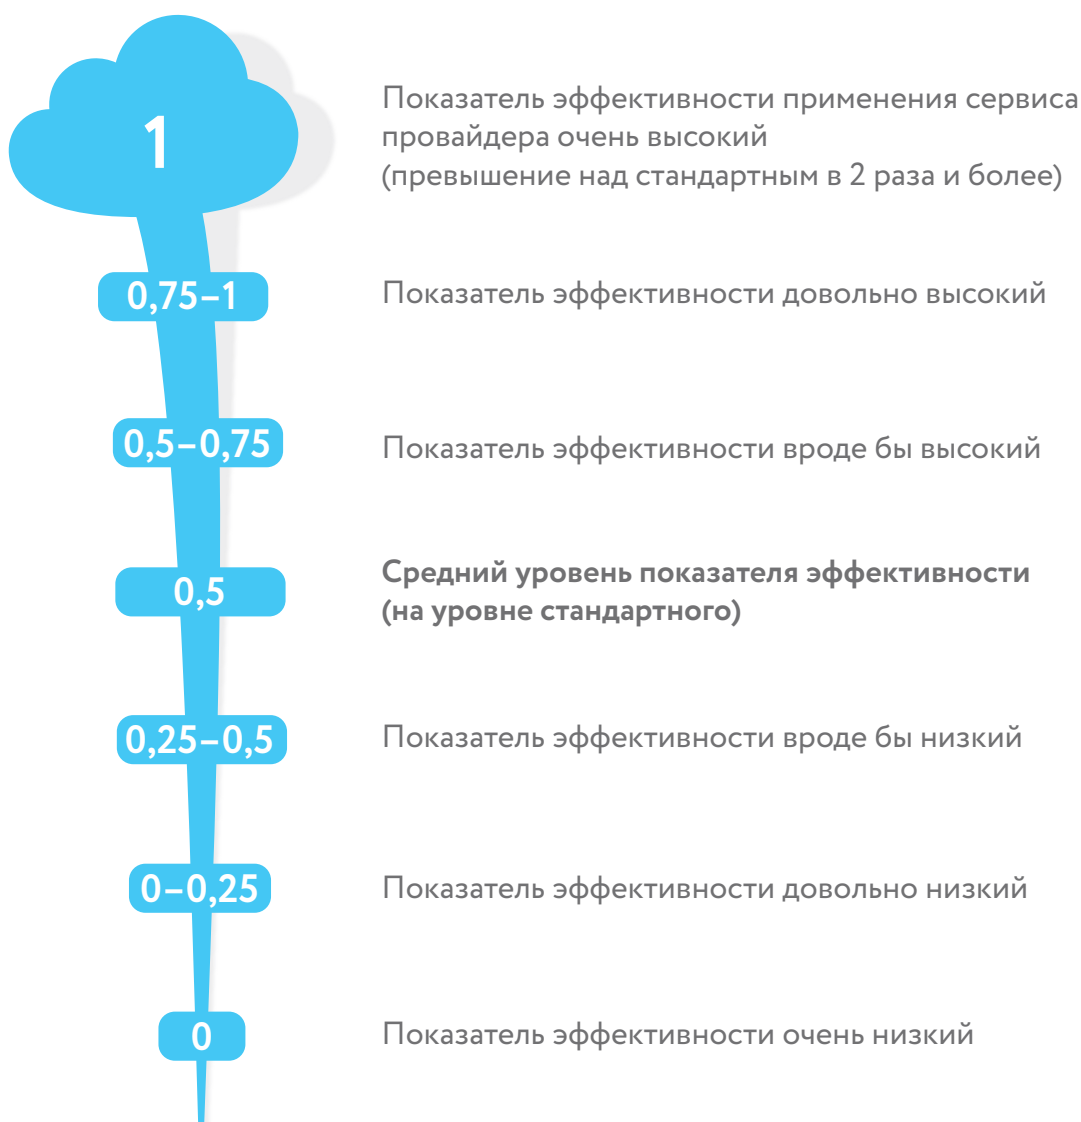 1
Показатель эффективности применения сервиса
провайдера очень высокий
(превышение над стандартным в 2 раза и более)
0,75–1
Показатель эффективности довольно высокий
0,5–0,75
Показатель эффективности вроде бы высокий
0,5
Средний уровень показателя эффективности
(на уровне стандартного)
0,25–0,5
Показатель эффективности вроде бы низкий
0–0,25
Показатель эффективности довольно низкий
0
Показатель эффективности очень низкий